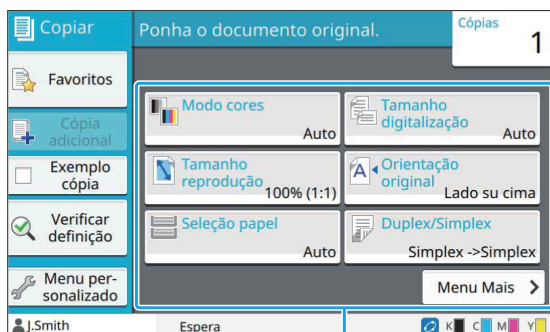 Copiar
Ponha o documento original.
Cópias
1
Favoritos
Cópia
adicional
Exemplo
cópia
Verificar
definição
Menu per-
sonalizado
Modo cores
Auto
Tamanho
digitalização
Auto
Tamanho
reprodução
100% (1:1)
Orientação
original
Lado su cima
Seleção papel
Auto
Duplex/Simplex
Simplex ->Simplex
Menu Mais
J.Smith
Espera
K C M Y
A